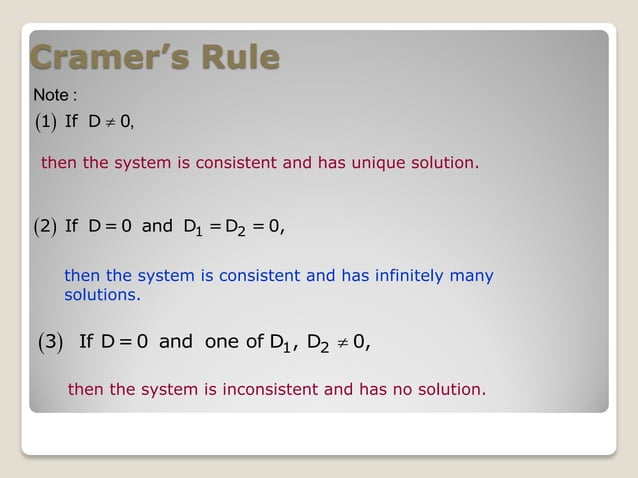 Cramer’s Rule
Note :
(1) If D ≠ 0,
then the system is consistent and has unique solution.
(2) If D = 0 and D₁ = D₂ = 0,
then the system is consistent and has infinitely many
solutions.
(3) If D = 0 and one of D₁, D₂ ≠ 0,
then the system is inconsistent and has no solution.